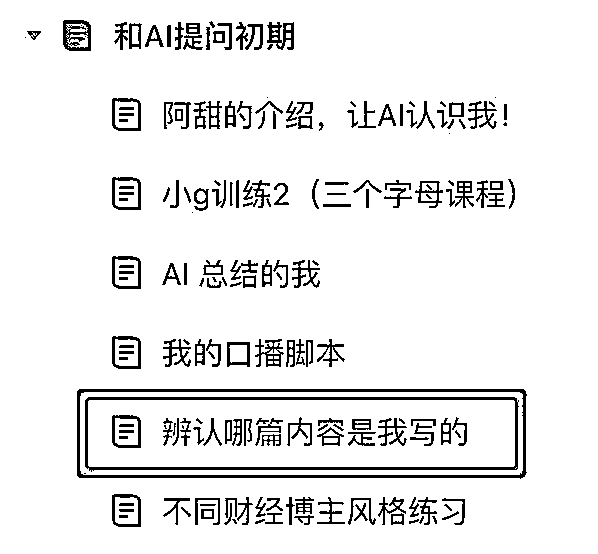 和AI提问初期
阿甜的介绍，让AI认识我！
小g训练2（三个字母课程）
AI 总结的我
我的口播脚本
辨认哪篇内容是我写的
不同财经博主风格练习